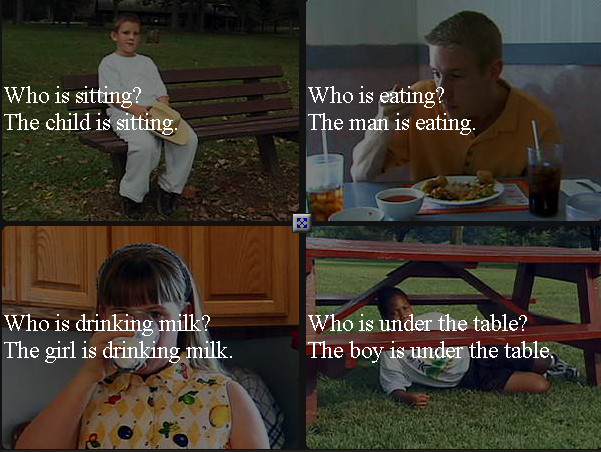 Who is sitting?
The child is sitting.
Who is eating?
The man is eating.
Who is drinking milk?
The girl is drinking milk.
Who is under the table?
The boy is under the table.